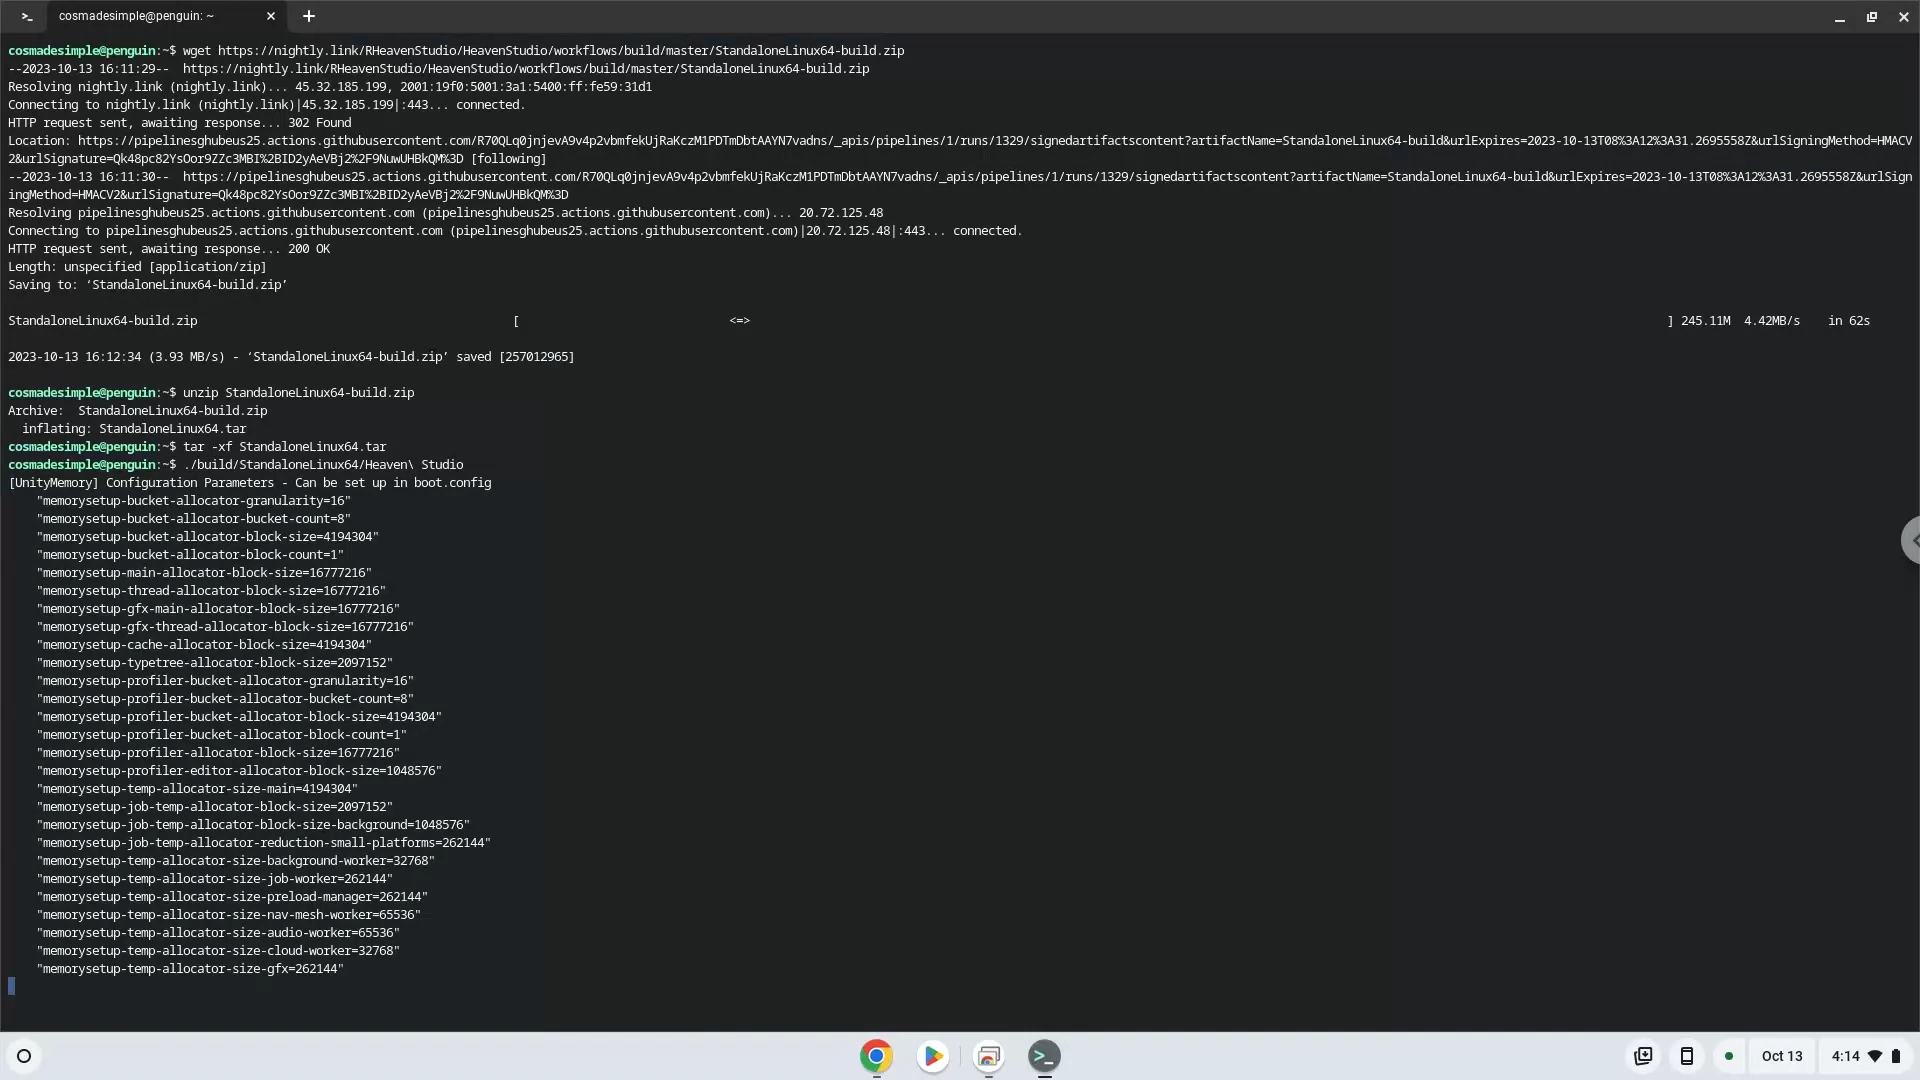 cosmadesimple@penguin: ~
cosmadesimple@penguin:~$ wget https://nightly.link/RHeavenStudio/HeavenStudio/workflows/build/master/StandaloneLinux64-build.zip
--2023-10-13 16:11:29--  https://nightly.link/RHeavenStudio/HeavenStudio/workflows/build/master/StandaloneLinux64-build.zip
Resolving nightly.link (nightly.link)... 45.32.185.199, 2001:19f0:5001:3a1:5400:ff:fe59:31d1
Connecting to nightly.link (nightly.link)|45.32.185.199|:443... connected.
HTTP request sent, awaiting response... 302 Found
Location: https://pipelinesghubeus25.actions.githubusercontent.com/R70QLq0jnjevA9v4p2vbmfekUjRaKczM1PDTmDbtAAYN7vadns/_apis/pipelines/1/runs/1329/signedartifactscontent?artifactName=StandaloneLinux64-build&urlExpires=2023-10-13T08%3A12%3A31.2695558Z&urlSigningMethod=HMACV
2&urlSignature=Qk48pc82YsOor9ZZc3MBI%2BID2yAeVBj2%2F9NuwUHBkQM%3D [following]
--2023-10-13 16:11:30--  https://pipelinesghubeus25.actions.githubusercontent.com/R70QLq0jnjevA9v4p2vbmfekUjRaKczM1PDTmDbtAAYN7vadns/_apis/pipelines/1/runs/1329/signedartifactscontent?artifactName=StandaloneLinux64-build&urlExpires=2023-10-13T08%3A12%3A31.2695558Z&urlSign
ingMethod=HMACV2&urlSignature=Qk48pc82YsOor9ZZc3MBI%2BID2yAeVBj2%2F9NuwUHBkQM%3D
Resolving pipelinesghubeus25.actions.githubusercontent.com (pipelinesghubeus25.actions.githubusercontent.com)... 20.72.125.48
Connecting to pipelinesghubeus25.actions.githubusercontent.com (pipelinesghubeus25.actions.githubusercontent.com)|20.72.125.48|:443... connected.
HTTP request sent, awaiting response... 200 OK
Length: unspecified [application/zip]
Saving to: ‘StandaloneLinux64-build.zip’
StandaloneLinux64-build.zip [ <=> ] 245.11M 4.42MB/s in 62s
2023-10-13 16:12:34 (3.93 MB/s) - ‘StandaloneLinux64-build.zip’ saved [257012965]
cosmadesimple@penguin:~$ unzip StandaloneLinux64-build.zip
Archive:  StandaloneLinux64-build.zip
inflating: StandaloneLinux64.tar
cosmadesimple@penguin:~$ tar -xf StandaloneLinux64.tar
cosmadesimple@penguin:~$ ./build/StandaloneLinux64/Heaven\ Studio
[UnityMemory] Configuration Parameters - Can be set up in boot.config
"memorysetup-bucket-allocator-granularity=16"
"memorysetup-bucket-allocator-bucket-count=8"
"memorysetup-bucket-allocator-block-size=4194304"
"memorysetup-bucket-allocator-block-count=1"
"memorysetup-main-allocator-block-size=16777216"
"memorysetup-thread-allocator-block-size=16777216"
"memorysetup-gfx-main-allocator-block-size=16777216"
"memorysetup-gfx-thread-allocator-block-size=16777216"
"memorysetup-cache-allocator-block-size=4194304"
"memorysetup-typetree-allocator-block-size=2097152"
"memorysetup-profiler-bucket-allocator-granularity=16"
"memorysetup-profiler-bucket-allocator-bucket-count=8"
"memorysetup-profiler-bucket-allocator-block-size=4194304"
"memorysetup-profiler-bucket-allocator-block-count=1"
"memorysetup-profiler-allocator-block-size=16777216"
"memorysetup-profiler-editor-allocator-block-size=1048576"
"memorysetup-temp-allocator-size-main=4194304"
"memorysetup-job-temp-allocator-block-size=2097152"
"memorysetup-job-temp-allocator-block-size-background=1048576"
"memorysetup-job-temp-allocator-reduction-small-platforms=262144"
"memorysetup-temp-allocator-size-background-worker=32768"
"memorysetup-temp-allocator-size-job-worker=262144"
"memorysetup-temp-allocator-size-preload-manager=262144"
"memorysetup-temp-allocator-size-nav-mesh-worker=65536"
"memorysetup-temp-allocator-size-audio-worker=65536"
"memorysetup-temp-allocator-size-cloud-worker=32768"
"memorysetup-temp-allocator-size-gfx=262144"
Oct 13 4:14